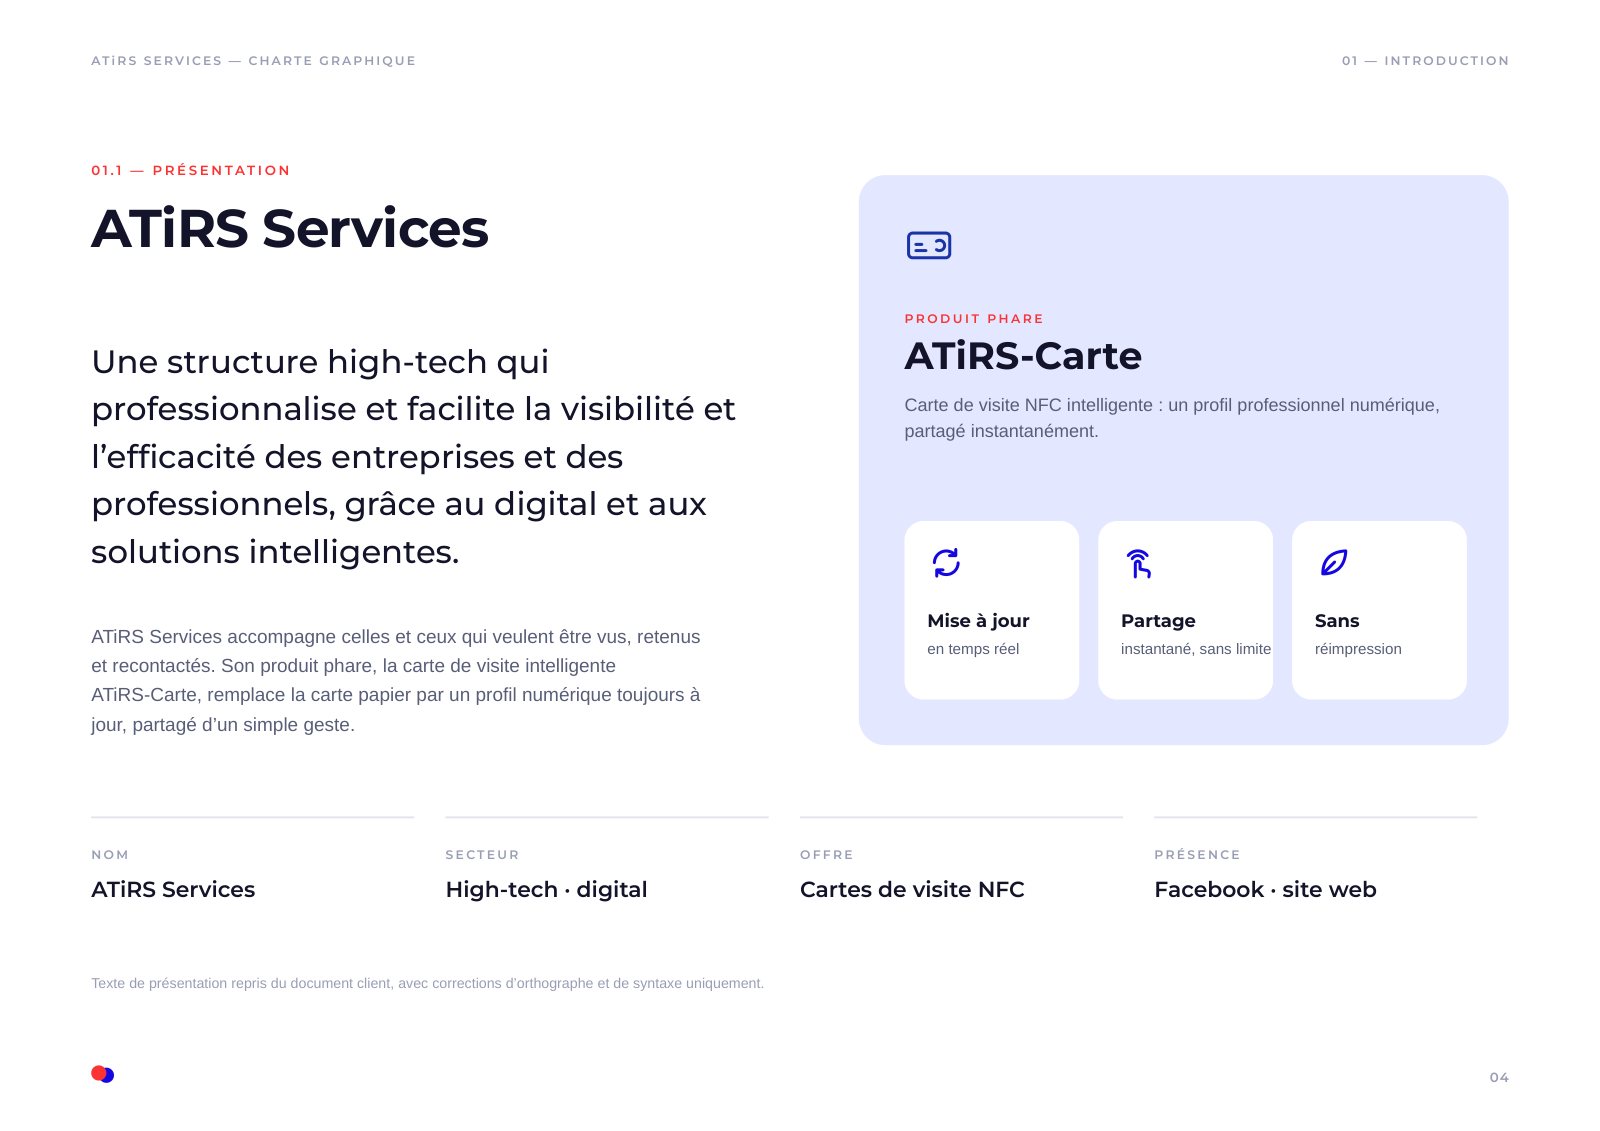 ATiRS SERVICES — CHARTE GRAPHIQUE
01 — INTRODUCTION
01.1 — PRÉSENTATION
ATiRS Services
Une structure high-tech qui
professionnalise et facilite la visibilité et
l’efficacité des entreprises et des
professionnels, grâce au digital et aux
solutions intelligentes.
ATiRS Services accompagne celles et ceux qui veulent être vus, retenus
et recontactés. Son produit phare, la carte de visite intelligente
ATiRS-Carte, remplace la carte papier par un profil numérique toujours à
jour, partagé d’un simple geste.
PRODUIT PHARE
ATiRS-Carte
Carte de visite NFC intelligente : un profil professionnel numérique,
partagé instantanément.
Mise à jour
en temps réel
Partage
instantané, sans limite
Sans
réimpression
NOM
ATiRS Services
SECTEUR
High-tech · digital
OFFRE
Cartes de visite NFC
PRÉSENCE
Facebook · site web
Texte de présentation repris du document client, avec corrections d’orthographe et de syntaxe uniquement.
04